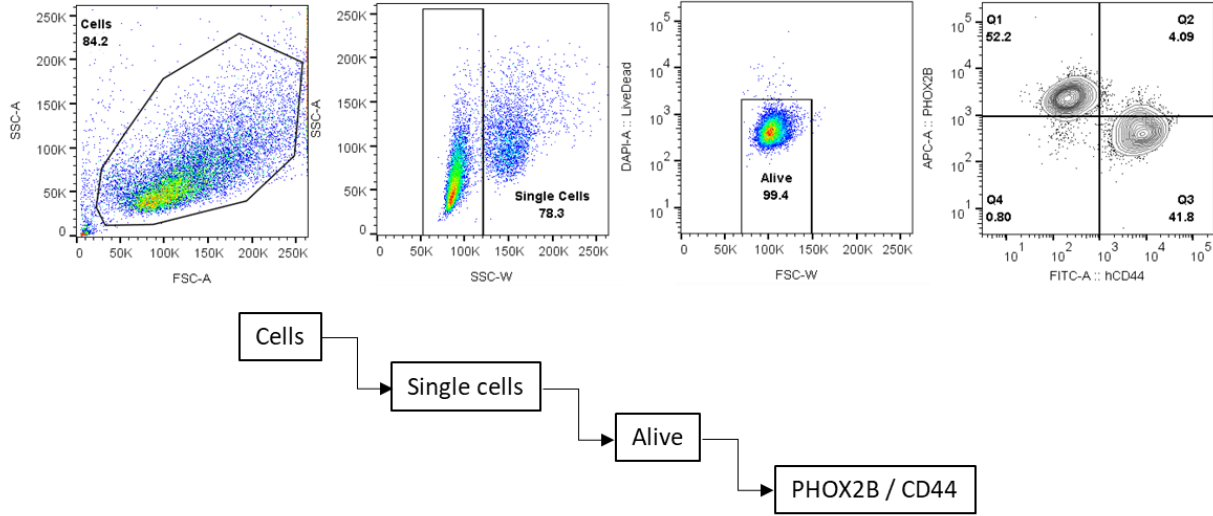 Cells
84.2
SSC-A
250K
200K
150K
100K
50K
0
0
50K
100K
150K
200K
250K
FSC-A
SSC-A
250K
200K
150K
100K
50K
0
Single Cells
78.3
0
50K
100K
150K
200K
250K
SSC-W
DAPI-A :: LiveDead
10^5
10^4
10^3
10^2
10^1
Alive
99.4
0
50K
100K
150K
200K
250K
FSC-W
APC-A :: PHOX2B
10^5
10^4
10^3
10^2
10^1
Q1
52.2
Q2
4.09
Q4
0.80
Q3
41.8
10^1
10^2
10^3
10^4
10^5
FITC-A :: hCD44
Cells
Single cells
Alive
PHOX2B / CD44